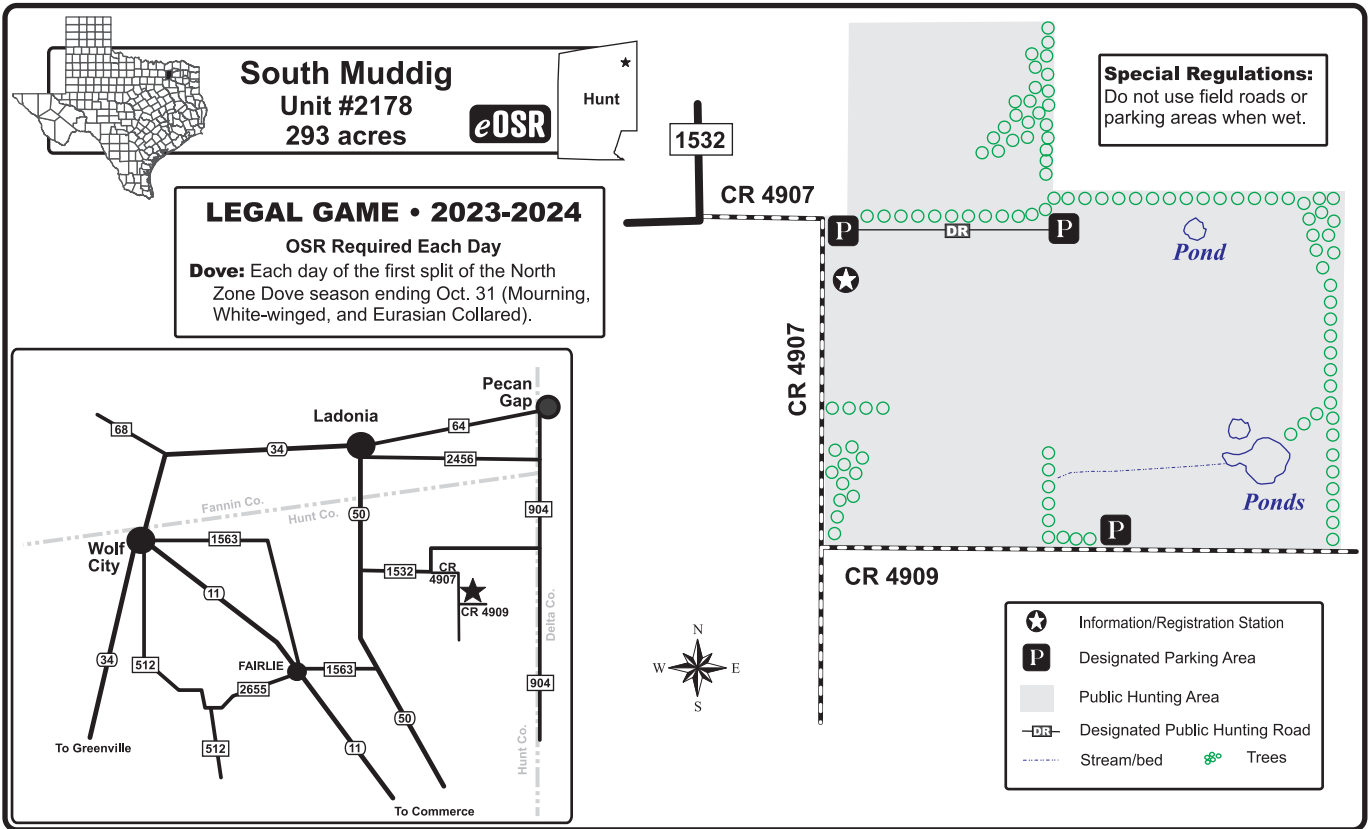 South Muddig
Unit #2178
293 acres
eOSR
Hunt
Special Regulations:
Do not use field roads or
parking areas when wet.
LEGAL GAME • 2023-2024
OSR Required Each Day
Dove: Each day of the first split of the North
Zone Dove season ending Oct. 31 (Mourning,
White-winged, and Eurasian Collared).
1532
CR 4907
CR 4907
P
DR
P
Pond
Ponds
P
CR 4909
Pecan
Gap
Ladonia
68
34
64
2456
Fannin Co.
Hunt Co.
50
904
Wolf
City
1563
11
1532
CR
4907
CR 4909
Delta Co.
34
512
FAIRLIE
1563
2655
904
50
512
11
To Greenville
Hunt Co.
To Commerce
N
W
E
S
Information/Registration Station
P
Designated Parking Area
Public Hunting Area
DR
Designated Public Hunting Road
Stream/bed
Trees